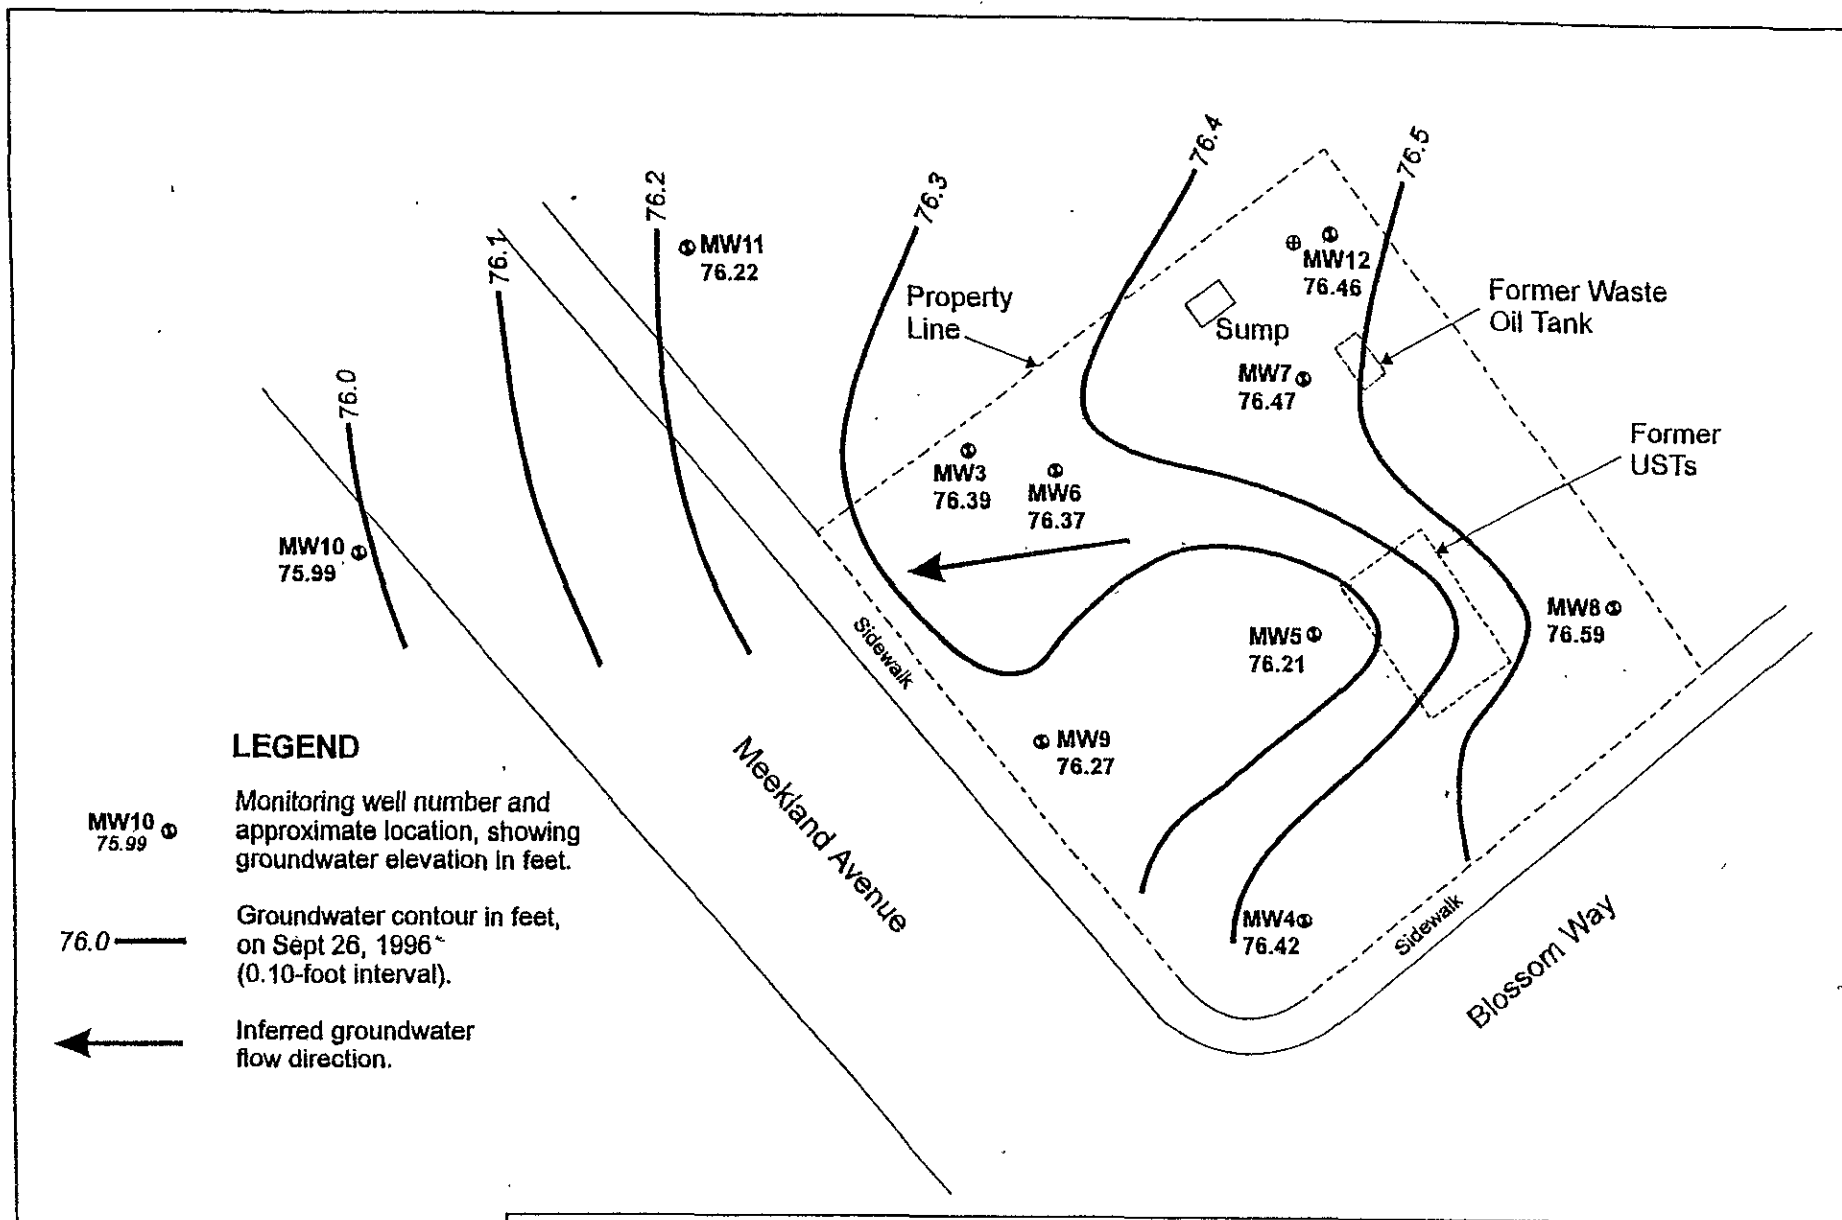 76.4
76.5
76.2
76.3
76.1
MW11
76.22
MW12
76.46
Property
Line
Sump
Former Waste
Oil Tank
76.0
MW7
76.47
MW3
76.39
MW6
76.37
Former
USTs
MW10
75.99
MW8
76.59
MW5
76.21
Sidewalk
MW9
76.27
Meekland Avenue
MW4
76.42
Sidewalk
Blossom Way
LEGEND
MW10
75.99
Monitoring well number and
approximate location, showing
groundwater elevation in feet.
76.0
Groundwater contour in feet,
on Sept 26, 1996
(0.10-foot interval).
Inferred groundwater
flow direction.